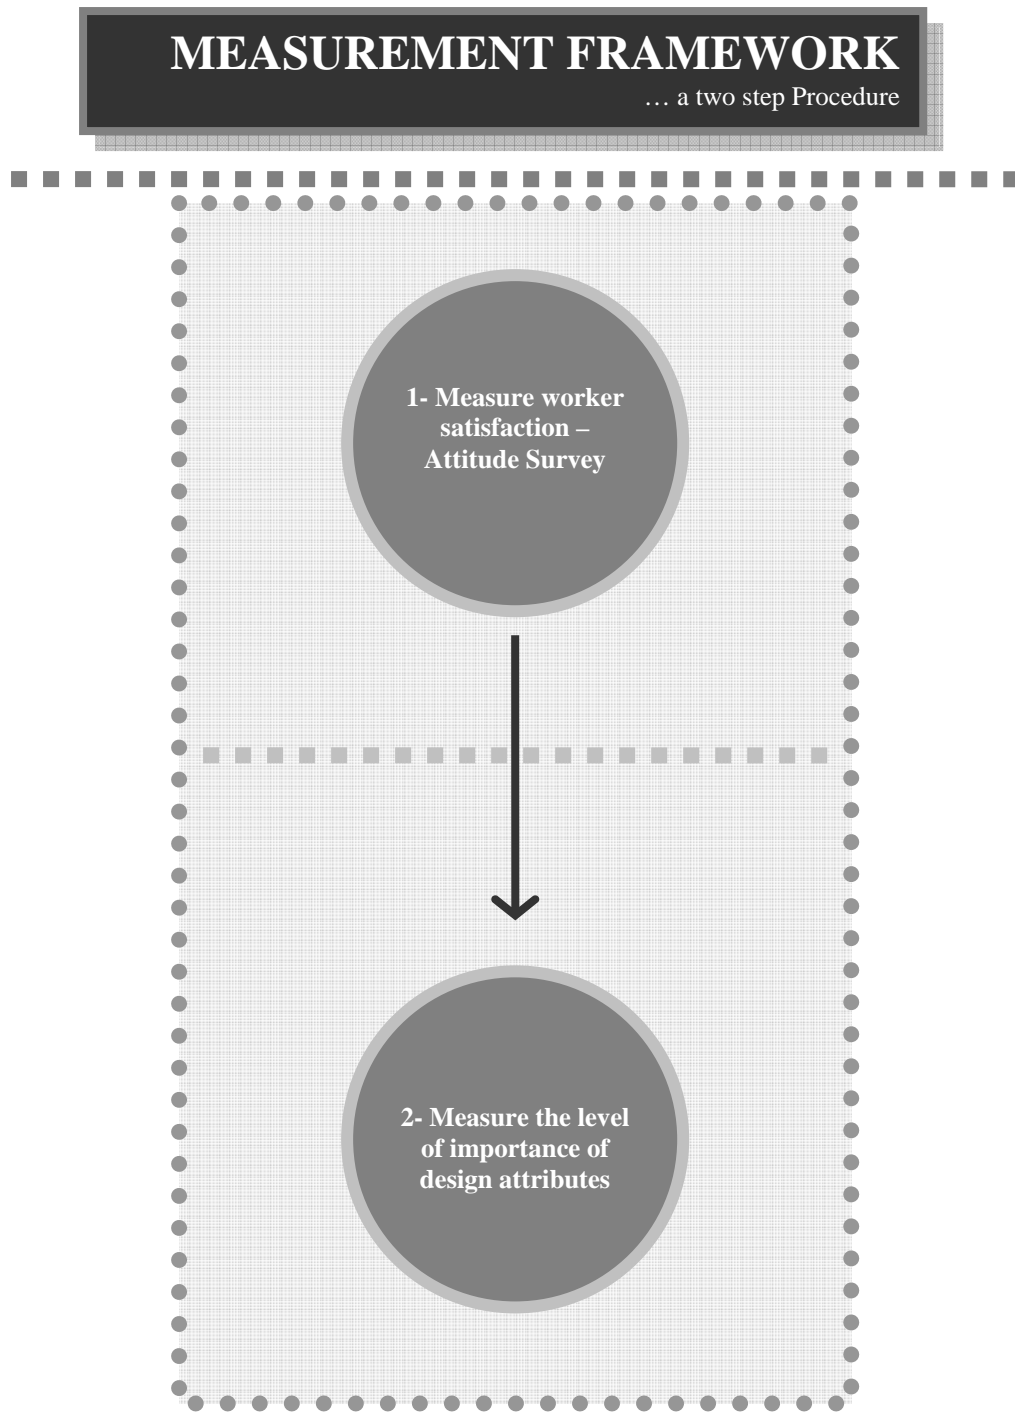 MEASUREMENT FRAMEWORK
… a two step Procedure
1- Measure worker
satisfaction –
Attitude Survey
2- Measure the level
of importance of
design attributes